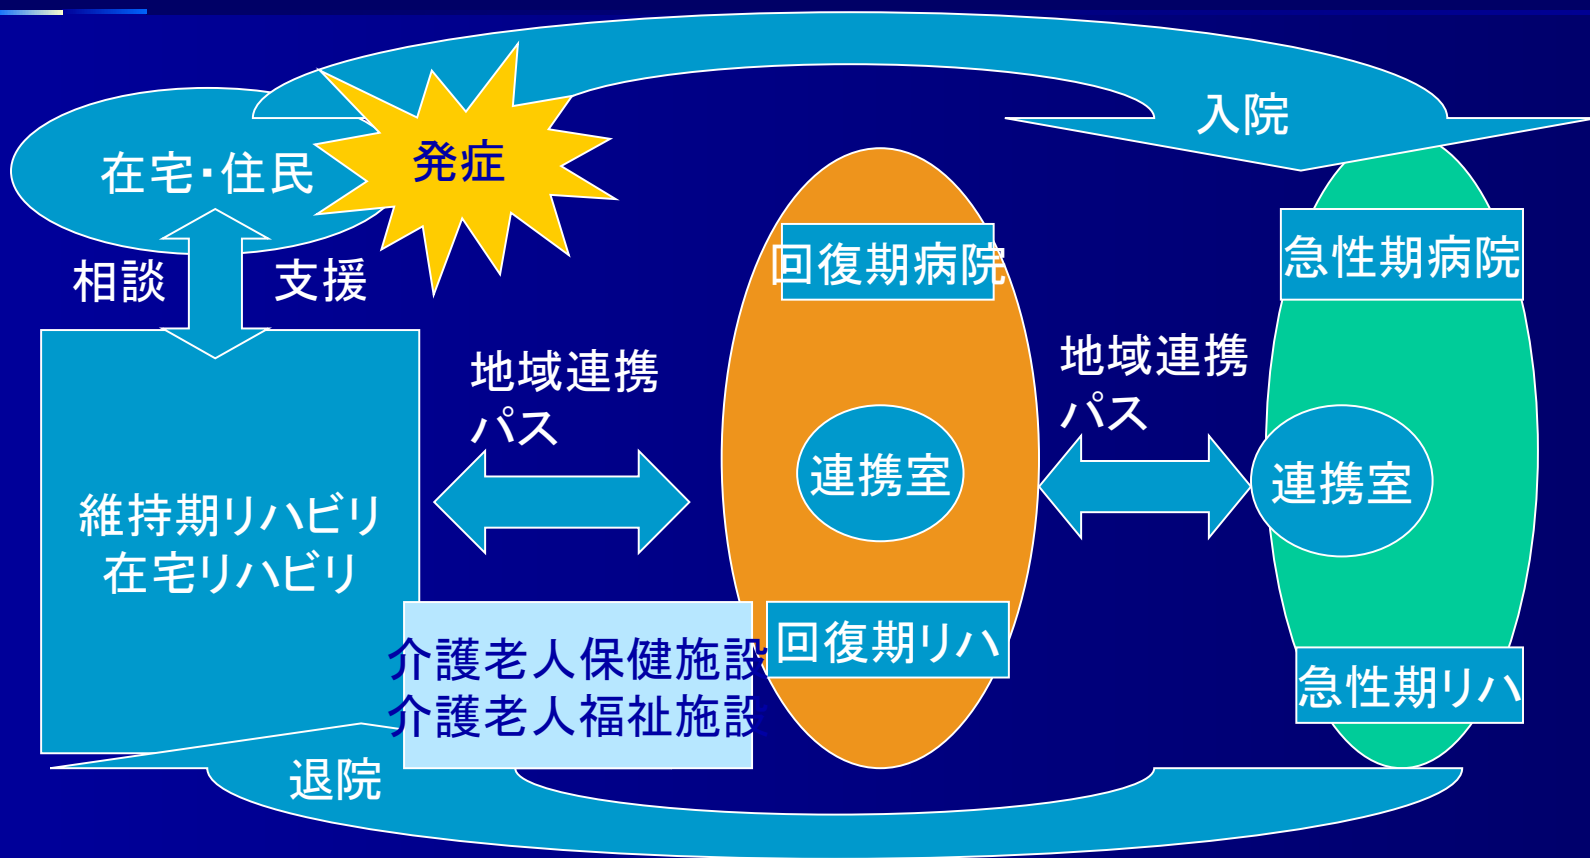 入院
発症
在宅・住民
相談
支援
回復期病院
急性期病院
地域連携
パス
地域連携
パス
連携室
連携室
維持期リハビリ
在宅リハビリ
介護老人保健施設
介護老人福祉施設
回復期リハ
急性期リハ
退院